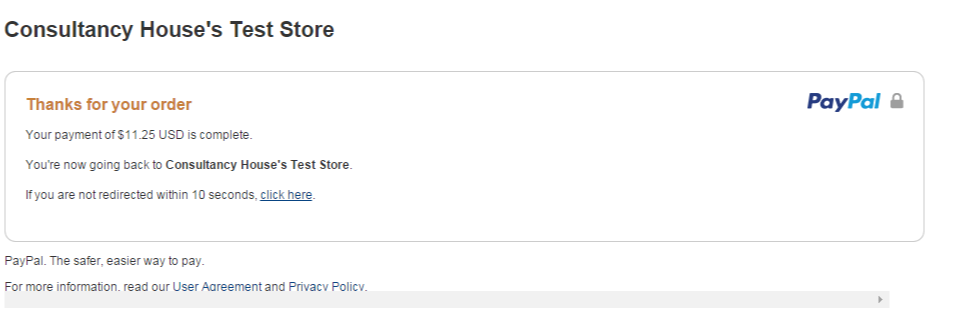 Consultancy House's Test Store
Thanks for your order
PayPal
Your payment of $11.25 USD is complete.
You're now going back to Consultancy House's Test Store.
If you are not redirected within 10 seconds, click here.
PayPal. The safer, easier way to pay.
For more information, read our User Agreement and Privacy Policy.